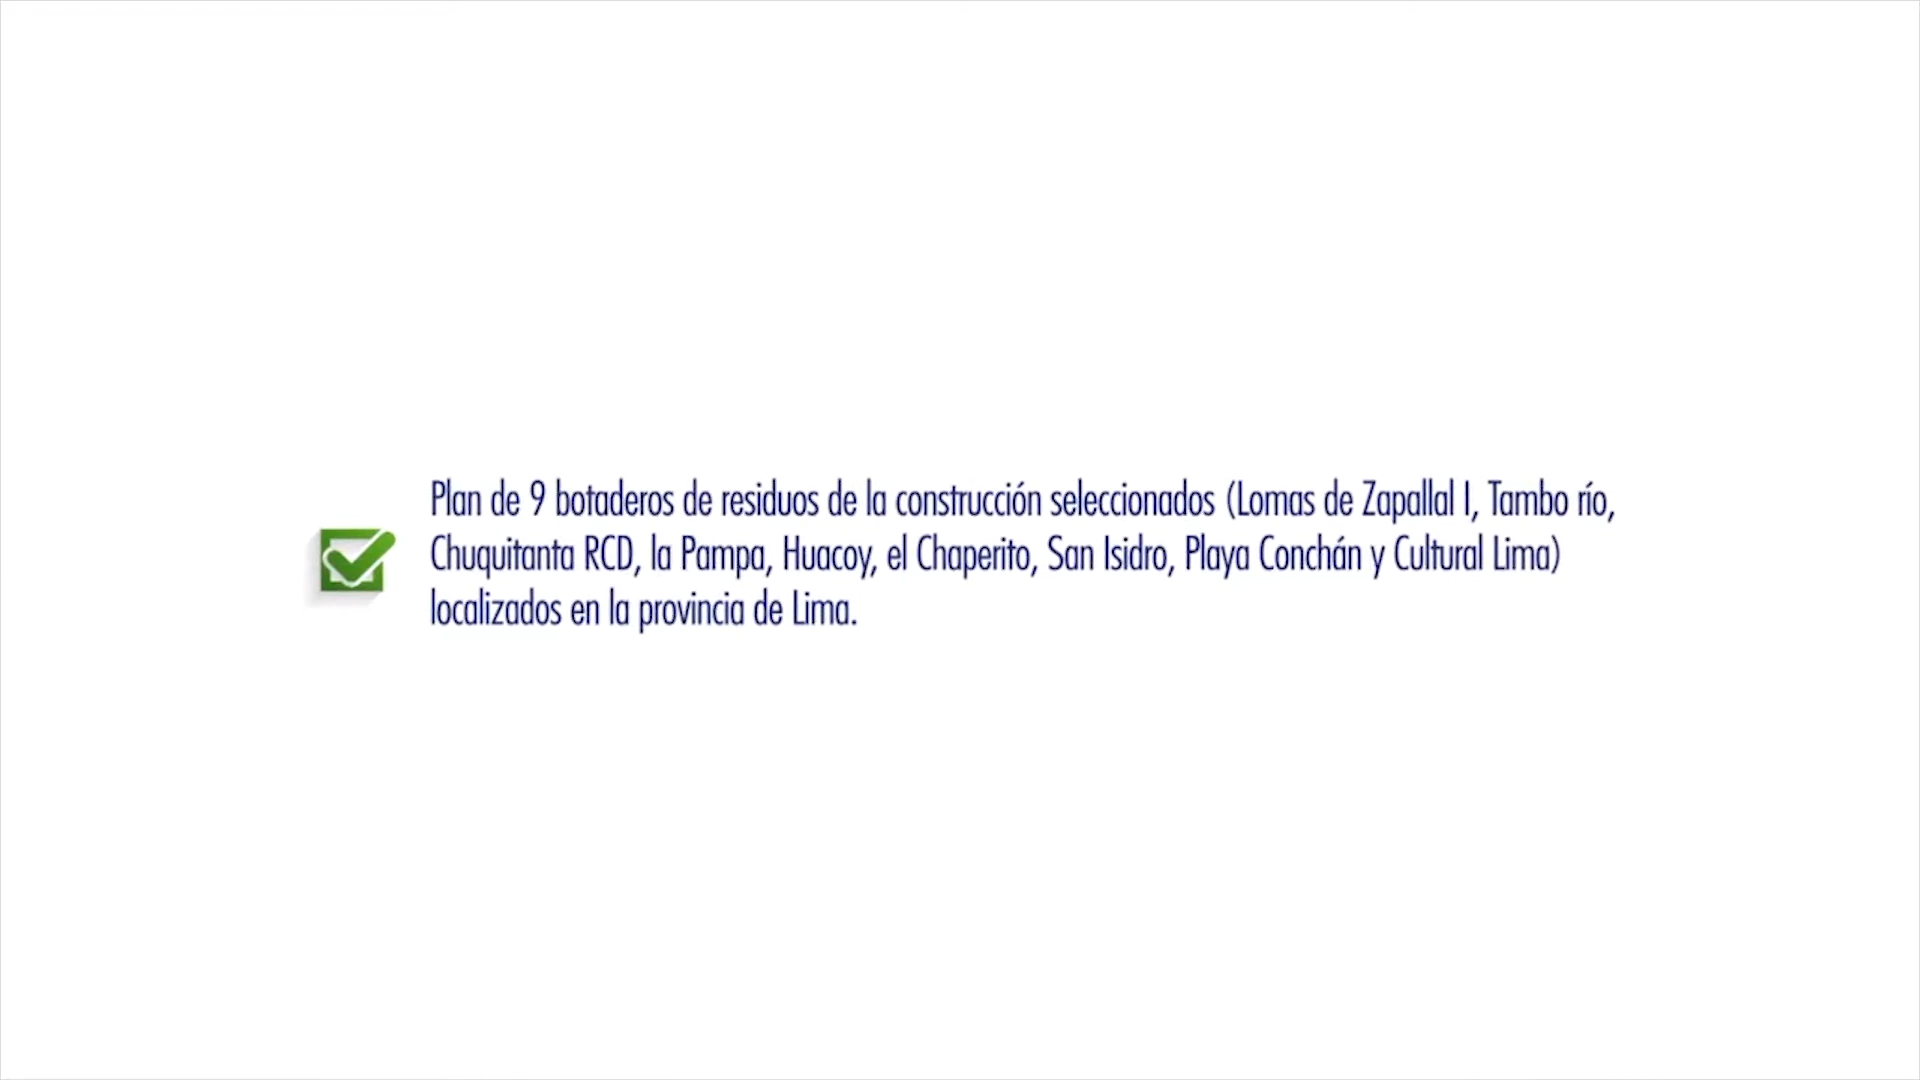 Plan de 9 botaderos de residuos de la construcción seleccionados (Lomas de Zapallal I, Tambo río,
Chuquitanta RCD, la Pampa, Huacoy, el Chaperito, San Isidro, Playa Conchán y Cultural Lima)
localizados en la provincia de Lima.